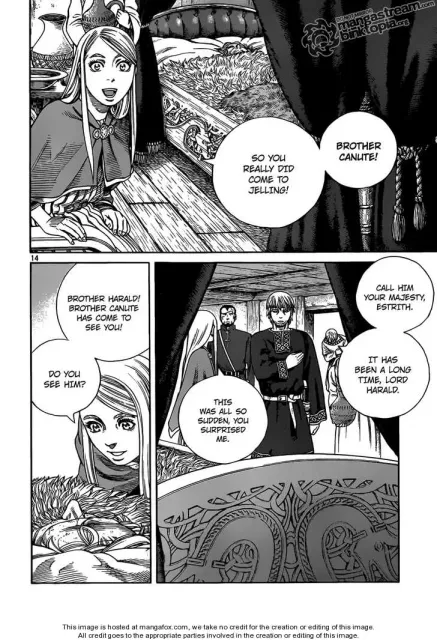 mangastream.com
sinktopia.org
BROTHER
CANUTE!
SO YOU
REALLY DID
COME TO
JELLING!
14
BROTHER HARALD!
BROTHER CANUTE
HAS COME TO
SEE YOU!
DO YOU
SEE HIM?
CALL HIM
YOUR MAJESTY,
ESTRITH.
IT HAS
BEEN A LONG
TIME, LORD
HARALD.
THIS
WAS ALL SO
SUDDEN, YOU
SURPRISED
ME.
This image is hosted at mangafox.com, we take no credit for the creation or editing of this image.
All credit goes to the appropriate parties involved in the creation or editing of this image.